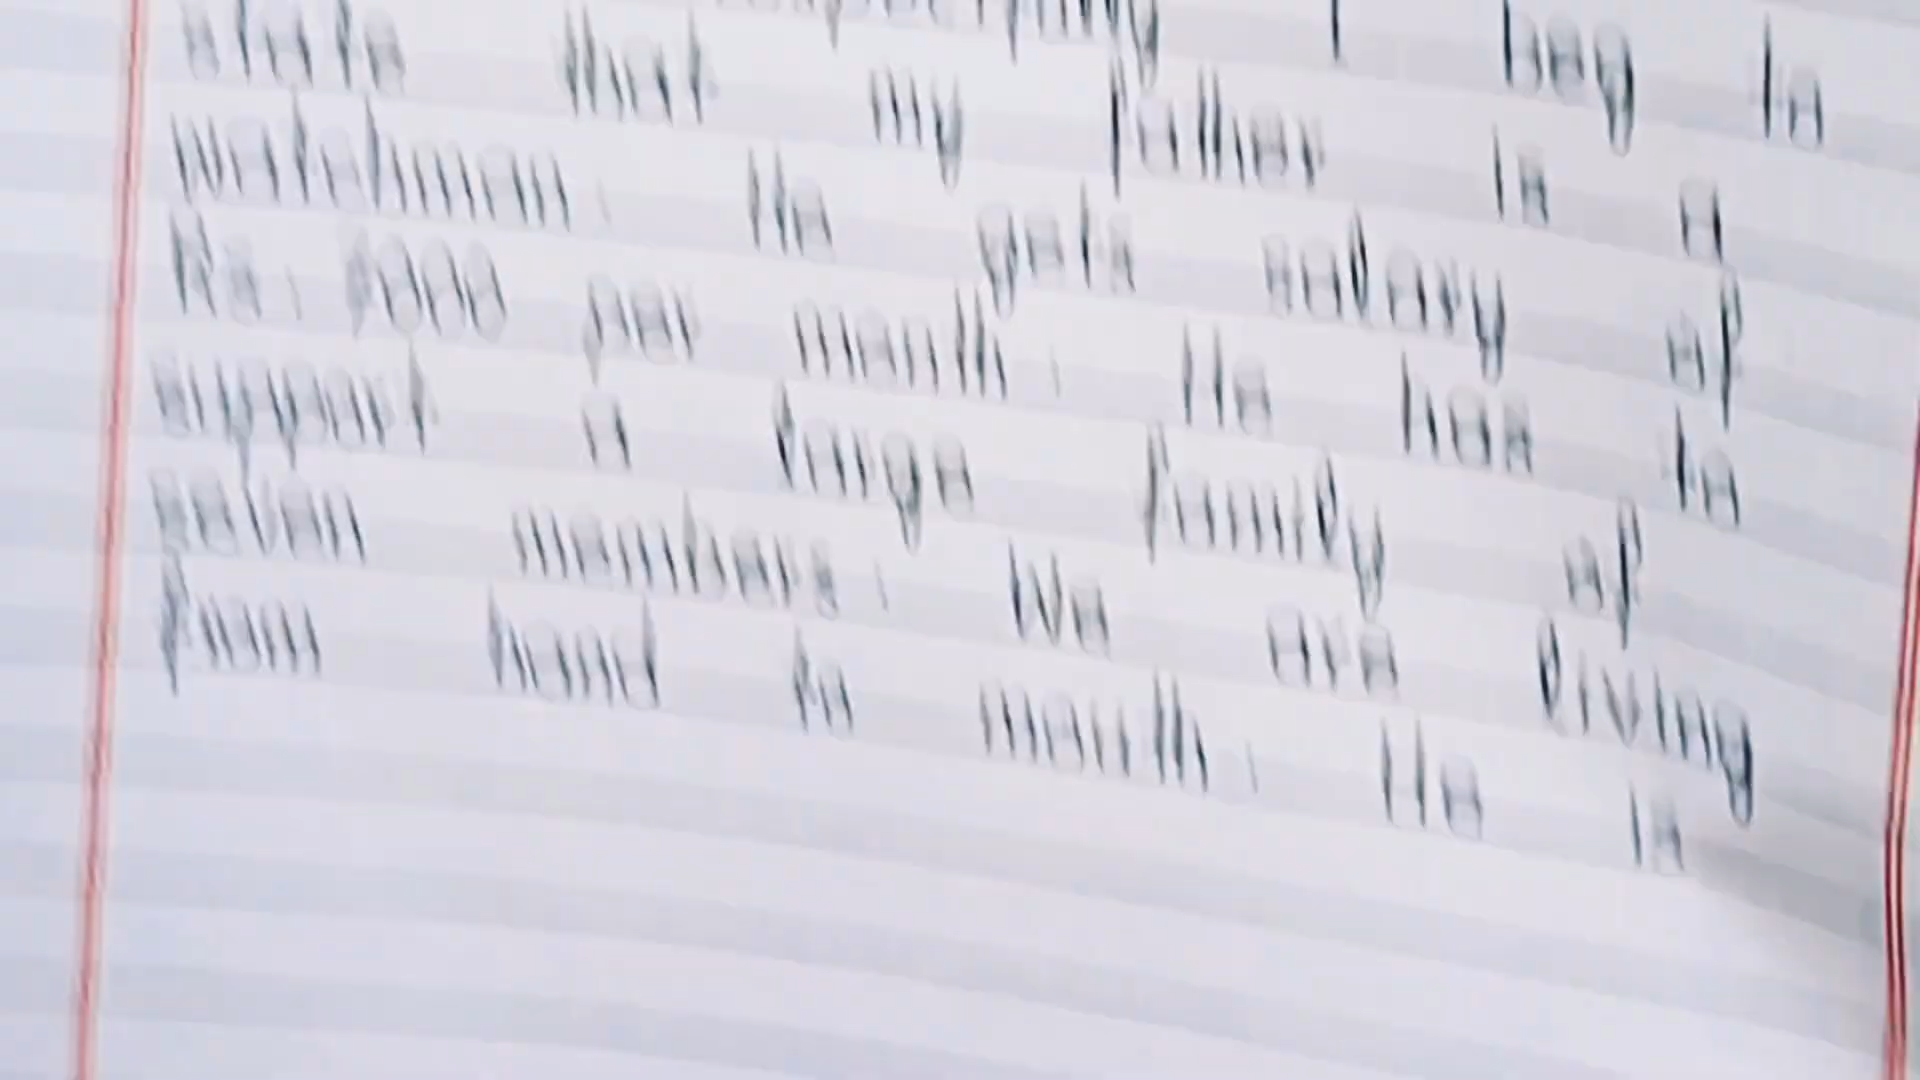 I beg to
state that my father is a
watchman. He gets salary of
Rs. 1000 per month. He has to
support a large family of
seven members. We are living
from hand to month. He is